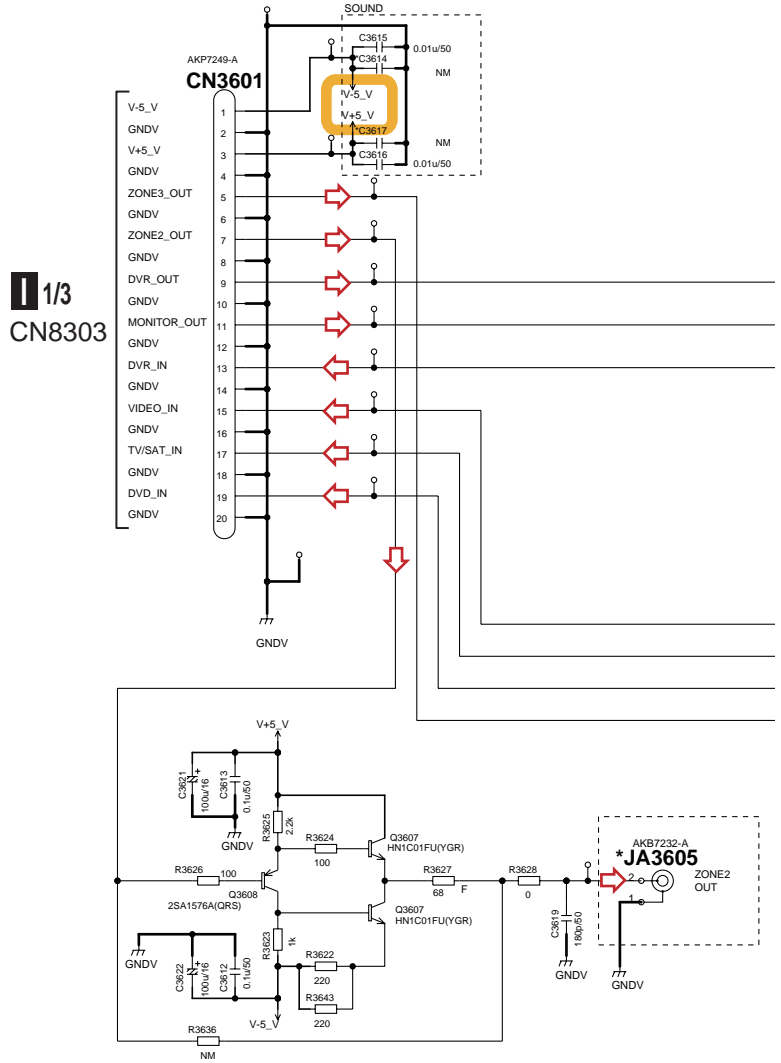 SOUND
C3615
0.01u/50
*C3614
NM
V-5_V
V+5_V
*C3617
NM
C3616
0.01u/50
AKP7249-A
CN3601
V-5_V 1
GNDV 2
V+5_V 3
GNDV 4
ZONE3_OUT 5
GNDV 6
ZONE2_OUT 7
GNDV 8
DVR_OUT 9
GNDV 10
MONITOR_OUT 11
GNDV 12
DVR_IN 13
GNDV 14
VIDEO_IN 15
GNDV 16
TV/SAT_IN 17
GNDV 18
DVD_IN 19
GNDV 20
I 1/3
CN8303
GNDV
V+5_V
C3621
100u/16
+
C3613
0.1u/50
GNDV
R3625
2.2k
R3624
100
Q3607
HN1C01FU(YGR)
R3626
100
Q3608
2SA1576A(QRS)
R3627
68 F
R3628
0
Q3607
HN1C01FU(YGR)
R3623
1k
GNDV
C3622
100u/16
+
C3612
0.1u/50
R3622
220
R3643
220
V-5_V
R3636
NM
C3619
180p/50
GNDV
AKB7232-A
*JA3605
2
1
ZONE2
OUT
GNDV